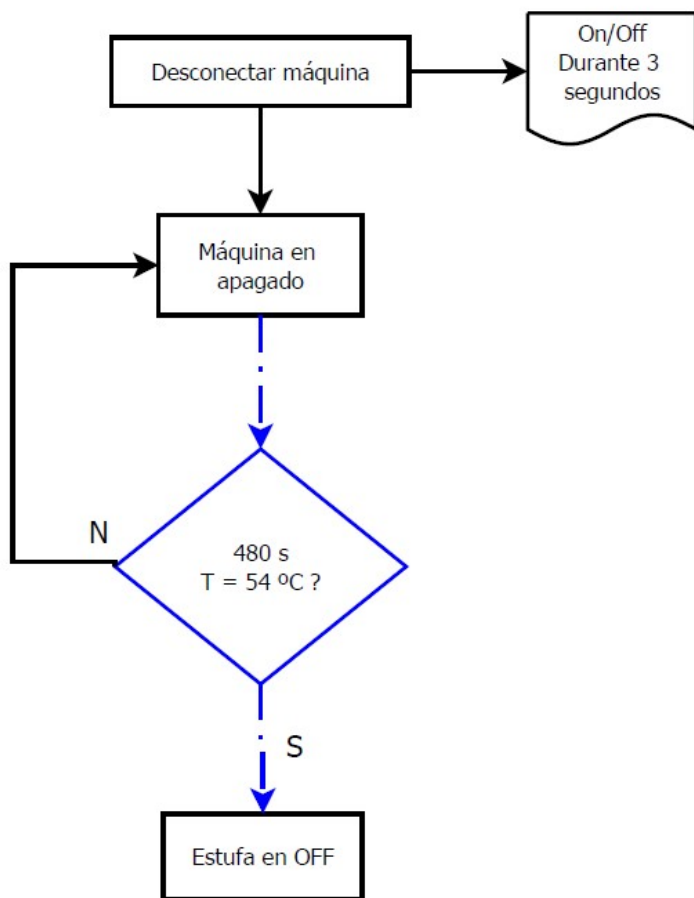 Desconectar máquina
On/Off
Durante 3
segundos
Máquina en
apagado
N
480 s
T = 54 ºC ?
S
Estufa en OFF